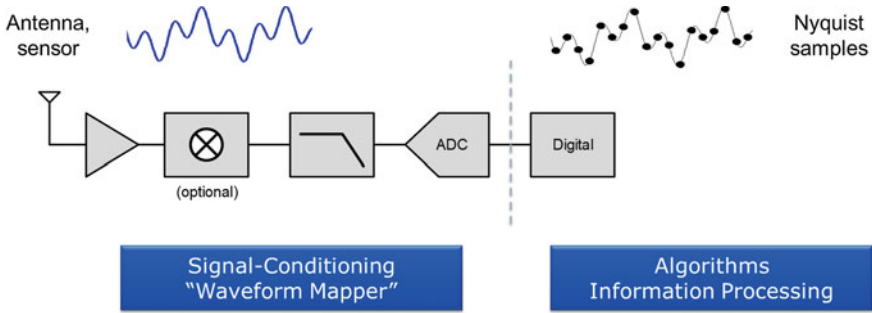 Antenna,
sensor
Nyquist
samples
(optional)
ADC
Digital
Signal-Conditioning
“Waveform Mapper”
Algorithms
Information Processing